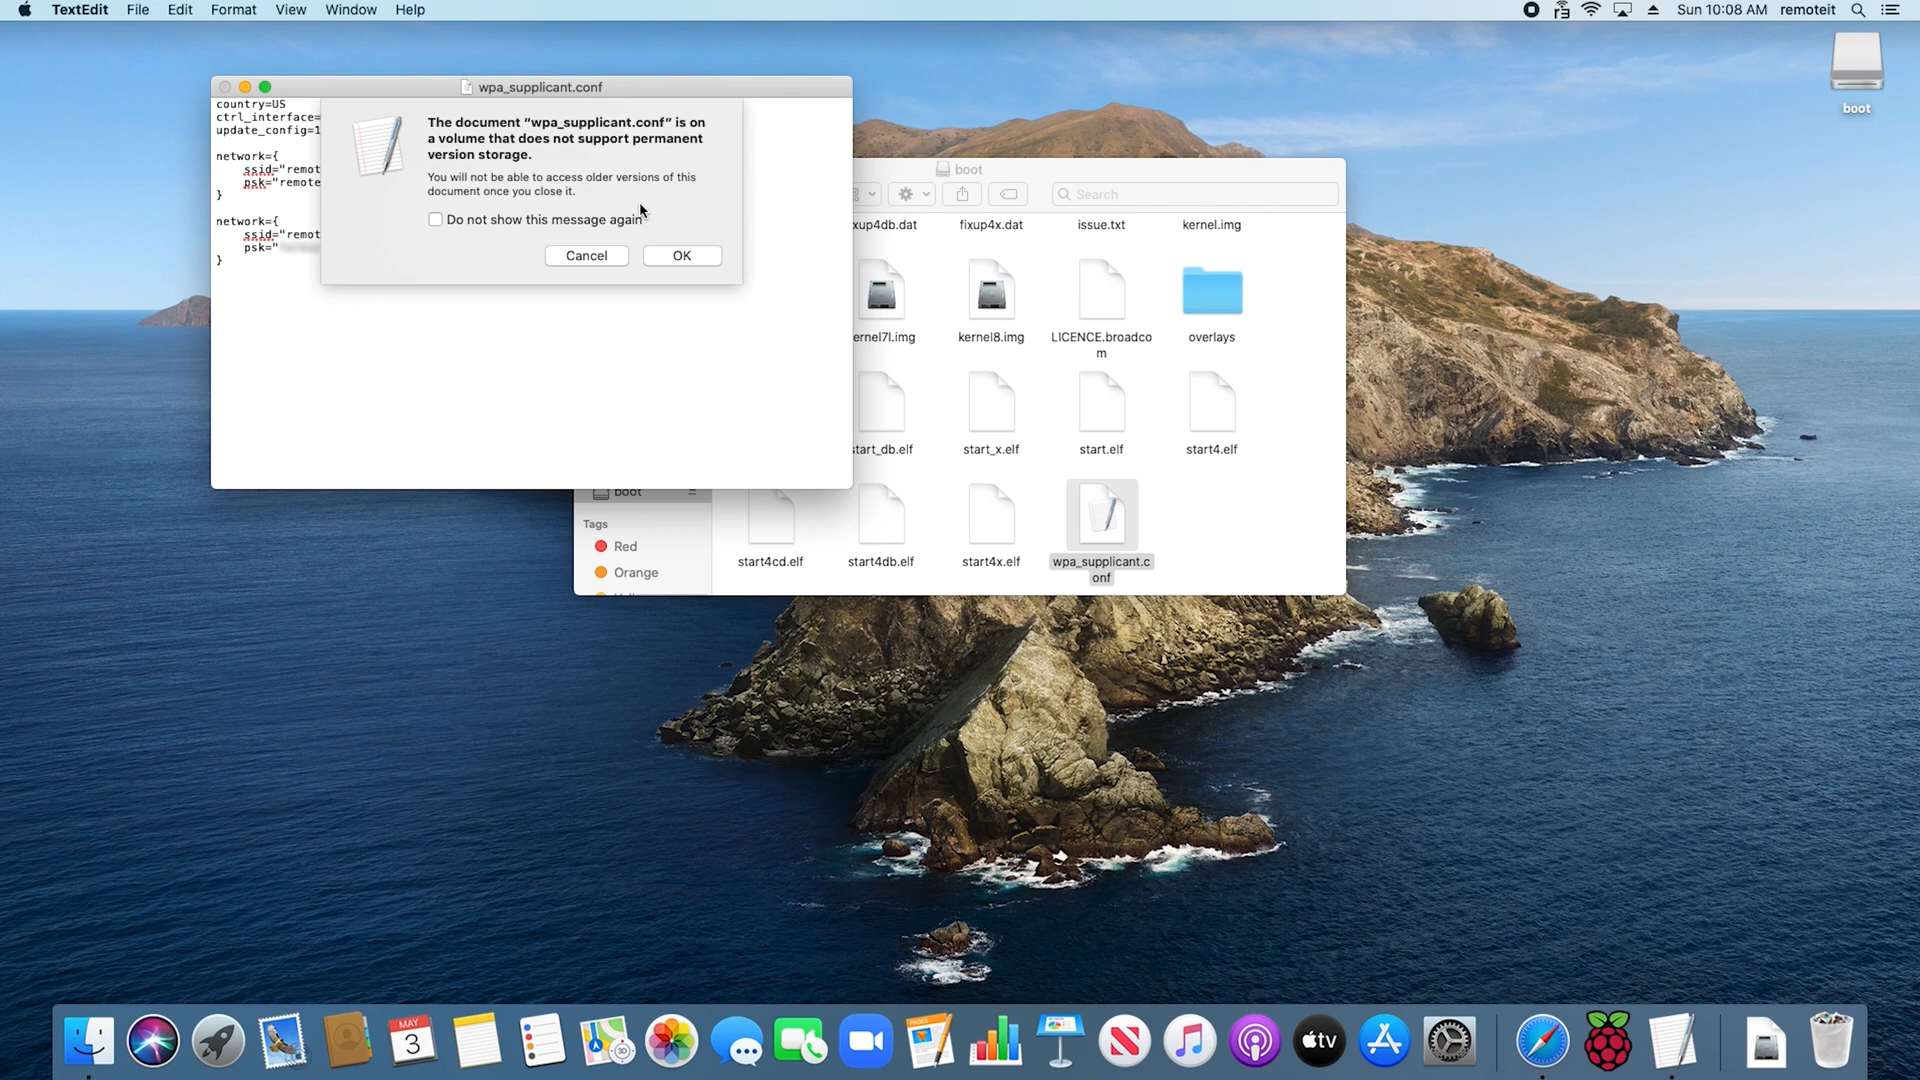 TextEdit File Edit Format View Window Help
Sun 10:08 AM remoteit
boot
wpa_supplicant.conf
country=US
ctrl_interface=
update_config=1
network={
ssid="remot
psk="remote
}
network={
ssid="remot
psk="
}
The document “wpa_supplicant.conf” is on
a volume that does not support permanent
version storage.
You will not be able to access older versions of this
document once you close it.
Do not show this message again
Cancel OK
boot
Search
xup4db.dat fixup4x.dat issue.txt kernel.img
ernel7l.img kernel8.img LICENCE.broadco
m
overlays
start_db.elf start_x.elf start.elf start4.elf
boot
Tags
Red
Orange
start4cd.elf start4db.elf start4x.elf wpa_supplicant.c
onf
MAY
3
3D
PAGES
tv